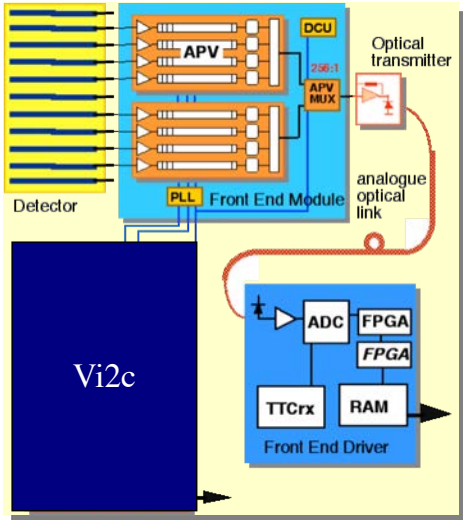 DCU
Optical
transmitter
APV
256:1
APV
MUX
PLL
Front End Module
Detector
analogue
optical
link
Vi2c
ADC
FPGA
FPGA
TTCrx
RAM
Front End Driver